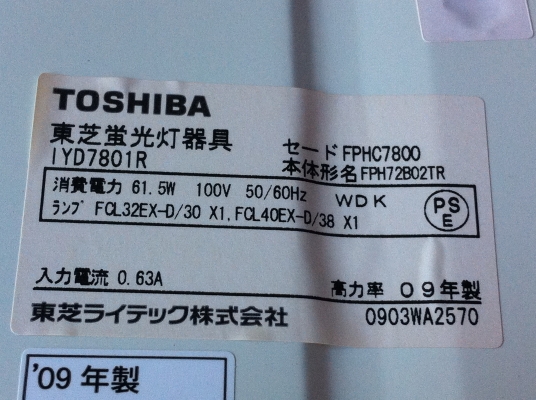 TOSHIBA
東芝蛍光灯器具 セード FPHC7800
IYD7801R 本体形名 FPH72B02TR
消費電力 61.5W 100V 50/60Hz WDK
ランプ FCL32EX-D/30 X1,FCL40EX-D/38 X1
PS
E
入力電流 0.63A 高力率 09年製
東芝ライテック株式会社 0903WA2570
'09 年製